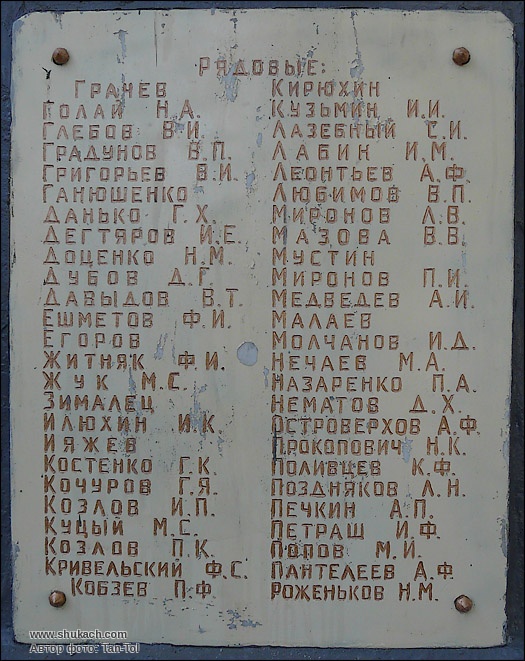 Рядовые:
Гранев
Голай Н.А.
Глебов В.И.
Градунов В.П.
Григорьев В.И.
Ганюшенко
Данько Г.Х.
Дегтяров И.Е.
Доценко Н.М.
Дубов Д.Г.
Давыдов В.Т.
Ешметов Ф.И.
Егоров
Житняк Ф.И.
Жук М.С.
Зималец
Илюхин И.К.
Ияжев
Костенко Г.К.
Кочуров Г.Я.
Козлов И.П.
Куцый М.С.
Козлов П.К.
Кривельский Ф.С.
Кобзев П.Ф
Кирюхин
Кузьмин И.И.
Лазебный С.И.
Лабин И.М.
Леонтьев А.Ф.
Любимов В.П.
Миронов Л.В.
Мазова В.В.
Мустин
Миронов П.И.
Медведев А.И.
Малаев
Молчанов И.Д.
Нечаев М.А.
Назаренко П.А.
Нематов Д.Х.
Островерхов А.Ф.
Прокопович Н.К.
Поливцев К.Ф.
Поздняков Л.Н.
Печкин А.П.
Петраш И.Ф.
Попов М.И.
Пантелеев А.Ф.
Роженьков Н.М.
www.shukach.com
Автор фото: Tan-Tol